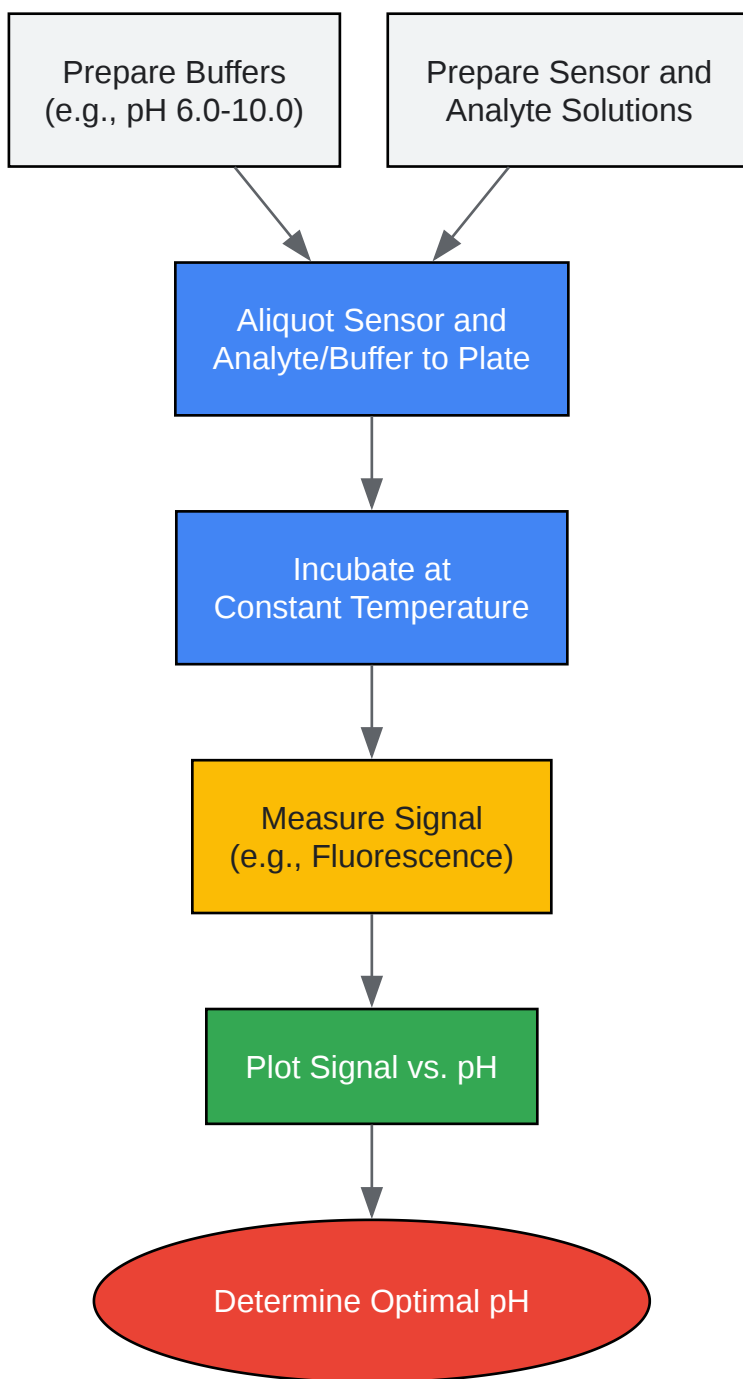 Prepare Buffers
(e.g., pH 6.0-10.0)
Prepare Sensor and
Analyte Solutions
Aliquot Sensor and
Analyte/Buffer to Plate
Incubate at
Constant Temperature
Measure Signal
(e.g., Fluorescence)
Plot Signal vs. pH
Determine Optimal pH